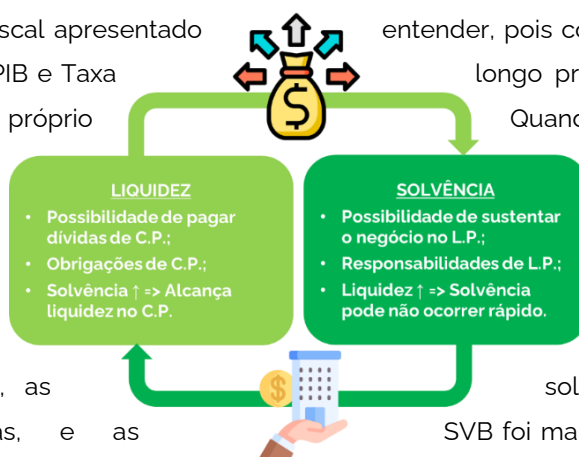 iscal apresentado
PIB e Taxa
próprio
entender, pois co
longo pr
Quand
LIQUIDEZ
• Possibilidade de pagar
dívidas de C.P.;
• Obrigações de C.P.;
• Solvência ↑ => Alcança
liquidez no C.P.
SOLVÊNCIA
• Possibilidade de sustentar
o negócio no L.P.;
• Responsabilidades de L.P.;
• Liquidez ↑ => Solvência
pode não ocorrer rápido.
, as
as, e as
sol
SVB foi ma
$
$